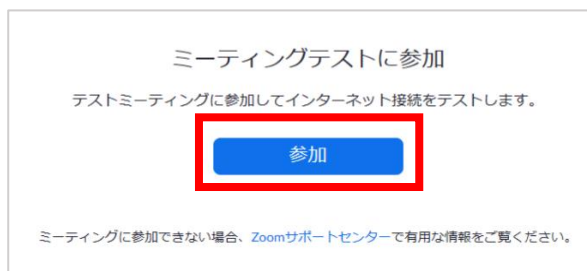 ミーティングテストに参加
テストミーティングに参加してインターネット接続をテストします。
参加
ミーティングに参加できない場合、Zoomサポートセンターで有用な情報をご覧ください。